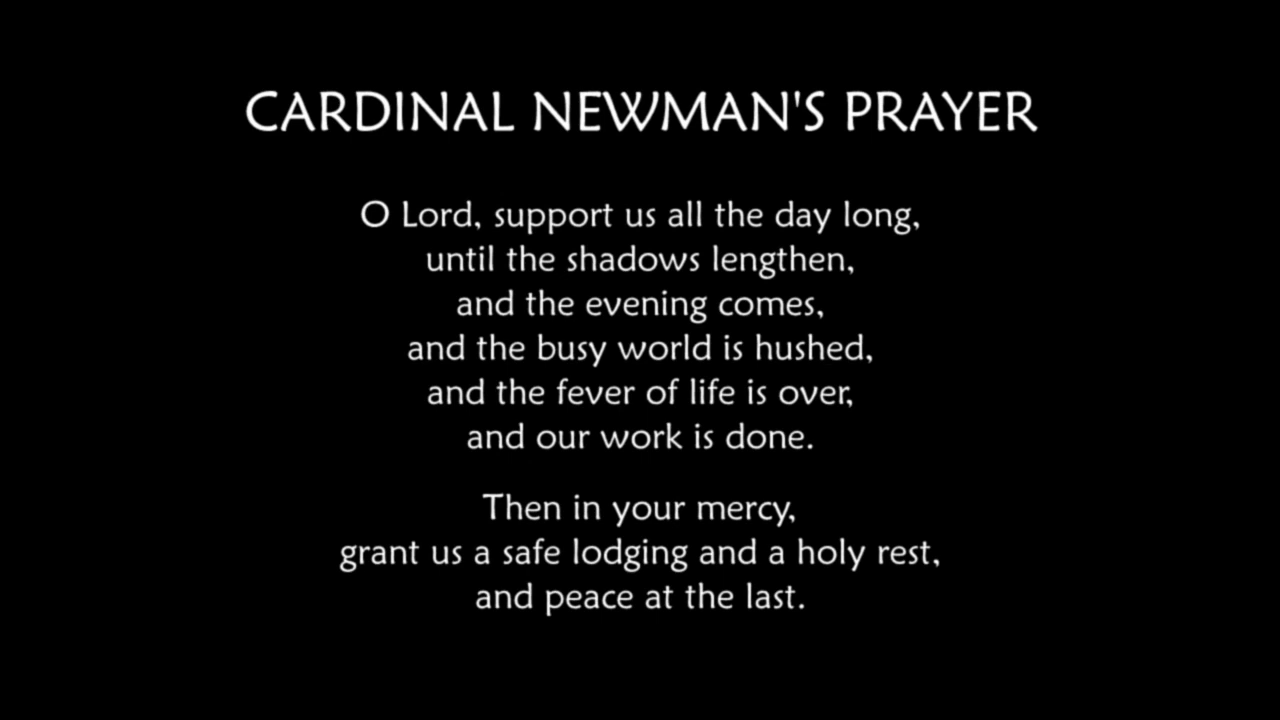 CARDINAL NEWMAN'S PRAYER
O Lord, support us all the day long,
until the shadows lengthen,
and the evening comes,
and the busy world is hushed,
and the fever of life is over,
and our work is done.
Then in your mercy,
grant us a safe lodging and a holy rest,
and peace at the last.